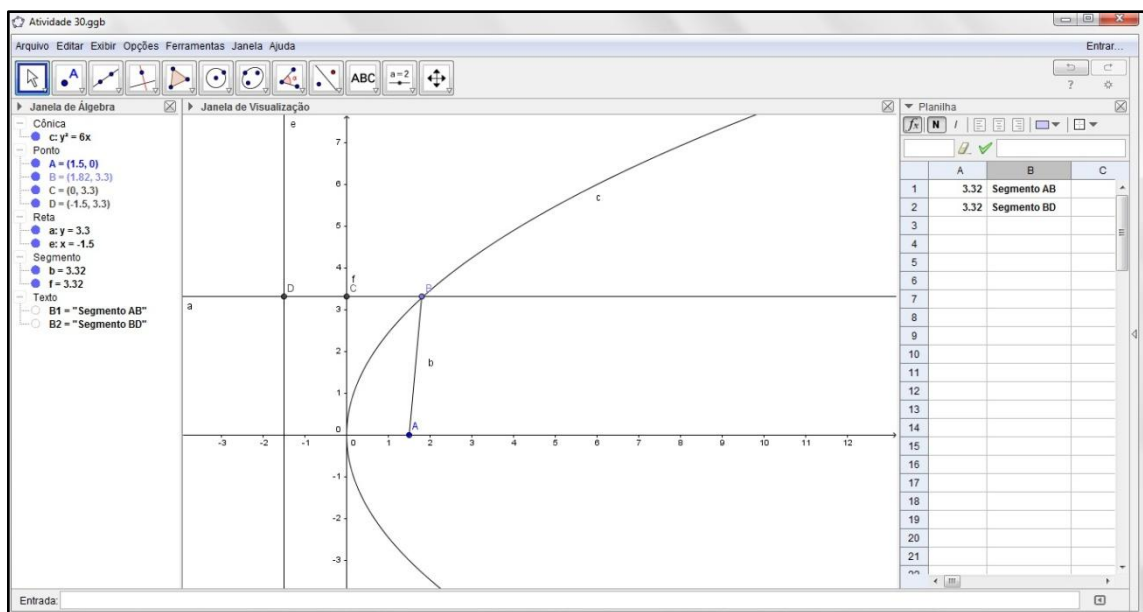 Atividade 30.ggb
Arquivo Editar Exibir Opções Ferramentas Janela Ajuda
Entrar...
A
ABC
a=2
?
Janela de Álgebra
Cônica
c: y² = 6x
Ponto
A = (1.5, 0)
B = (1.82, 3.3)
C = (0, 3.3)
D = (-1.5, 3.3)
Reta
a: y = 3.3
e: x = -1.5
Segmento
b = 3.32
f = 3.32
Texto
B1 = "Segmento AB"
B2 = "Segmento BD"
Janela de Visualização
e
7
6
c
5
4
f
D
C
B
a
3
2
b
1
0
A
-3 -2 -1 0 1 2 3 4 5 6 7 8 9 10 11 12
-1
-2
-3
Planilha
fx N I
A B C
1 3.32 Segmento AB
2 3.32 Segmento BD
3
4
5
6
7
8
9
10
11
12
13
14
15
16
17
18
19
20
21
Entrada: